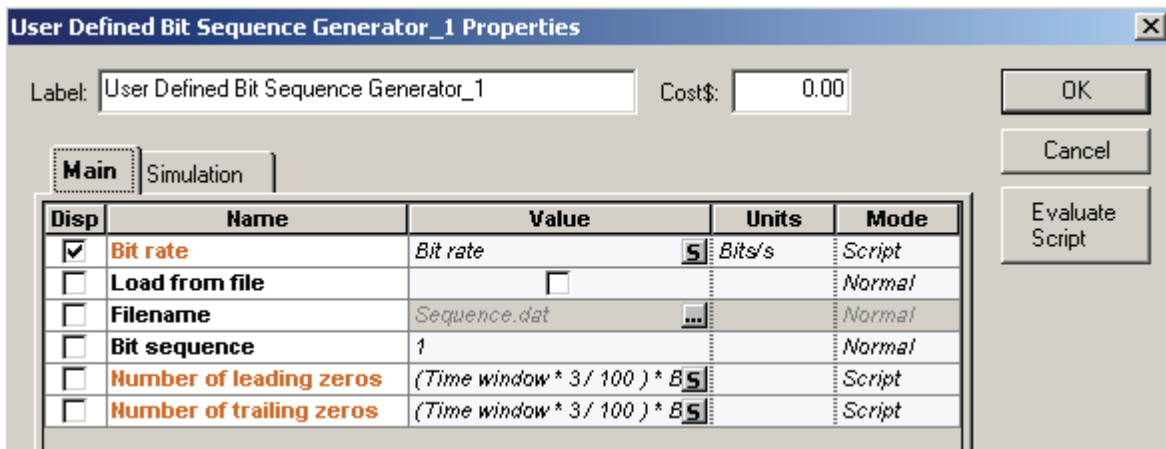 User Defined Bit Sequence Generator_1 Properties
Label: User Defined Bit Sequence Generator_1 Cost$: 0.00 OK
Cancel
Main Simulation
Evaluate Script
Disp Name Value Units Mode
Bit rate Bit rate S Bits/s Script
Load from file Normal
Filename Sequence.dat ... Normal
Bit sequence 1 Normal
Number of leading zeros (Time window * 3 / 100 ) * B S Script
Number of trailing zeros (Time window * 3 / 100 ) * B S Script